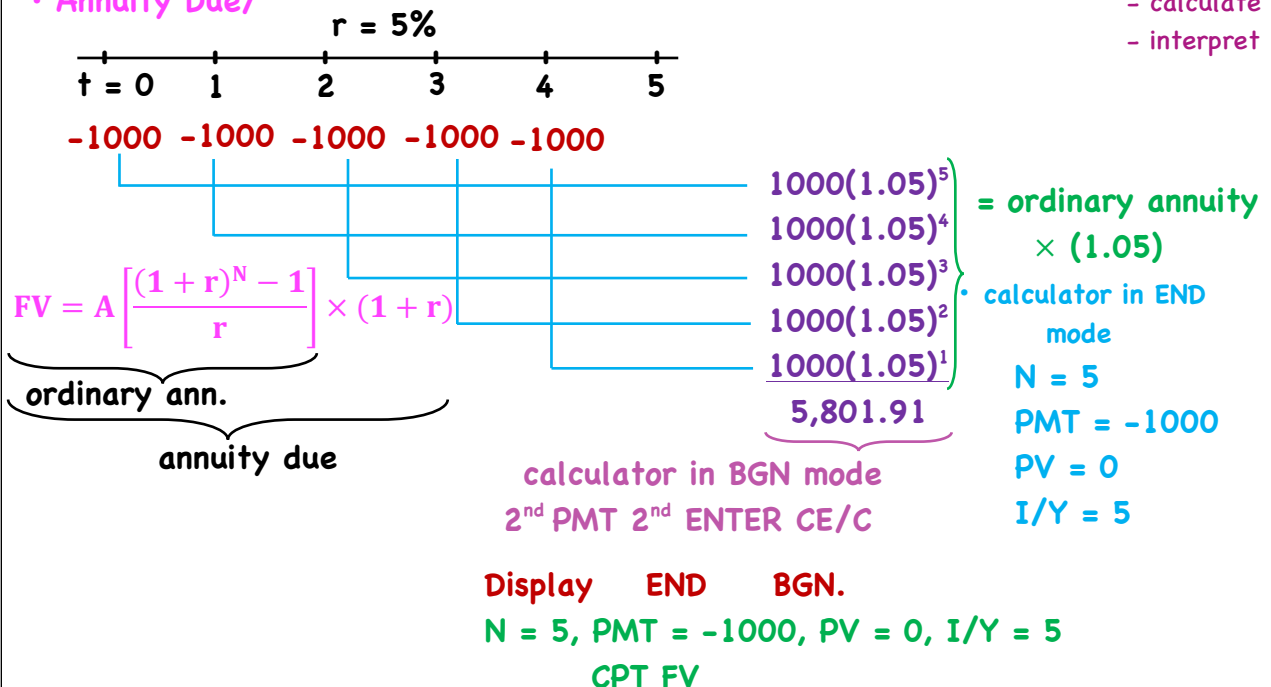 • Annuity Due/
- calculate
- interpret
r = 5%
t = 0 1 2 3 4 5
-1000 -1000 -1000 -1000 -1000
1000(1.05)⁵
1000(1.05)⁴
1000(1.05)³
1000(1.05)²
1000(1.05)¹
5,801.91
= ordinary annuity
× (1.05)
• calculator in END
mode
N = 5
PMT = -1000
PV = 0
I/Y = 5
FV = A [((1 + r)ᴺ − 1)/r] × (1 + r)
ordinary ann.
annuity due
calculator in BGN mode
2ⁿᵈ PMT 2ⁿᵈ ENTER CE/C
Display END BGN.
N = 5, PMT = -1000, PV = 0, I/Y = 5
CPT FV